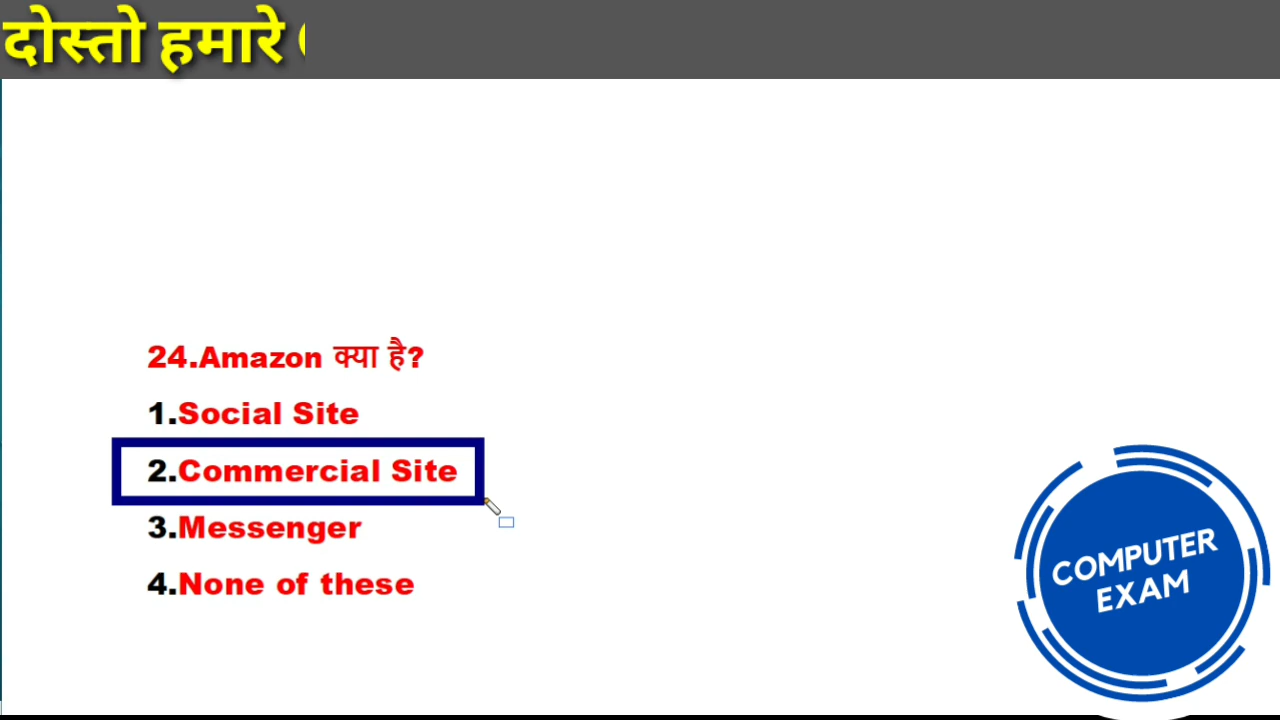 दोस्तो हमारे
24.Amazon क्या है?
1.Social Site
2.Commercial Site
3.Messenger
4.None of these
COMPUTER
EXAM